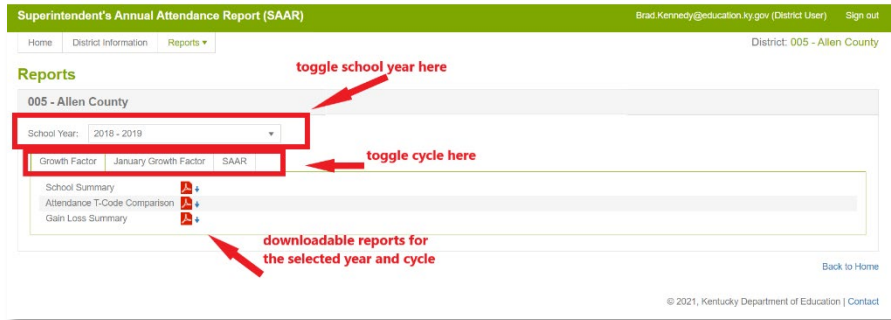 Superintendent's Annual Attendance Report (SAAR) Brad.Kennedy@education.ky.gov (District User) Sign out
Home District Information Reports ▾ District: 005 - Allen County
Reports
toggle school year here
005 - Allen County
School Year: 2018 - 2019
toggle cycle here
Growth Factor January Growth Factor SAAR
School Summary
Attendance T-Code Comparison
Gain Loss Summary
downloadable reports for
the selected year and cycle
Back to Home
© 2021, Kentucky Department of Education | Contact